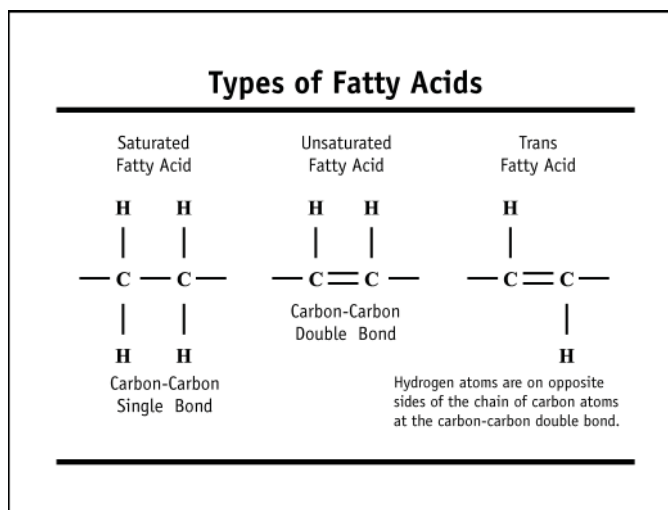 Types of Fatty Acids
Saturated
Fatty Acid
H H
C C
H H
Carbon-Carbon
Single Bond
Unsaturated
Fatty Acid
H H
C C
Carbon-Carbon
Double Bond
Trans
Fatty Acid
H
C C
H
Hydrogen atoms are on opposite
sides of the chain of carbon atoms
at the carbon-carbon double bond.